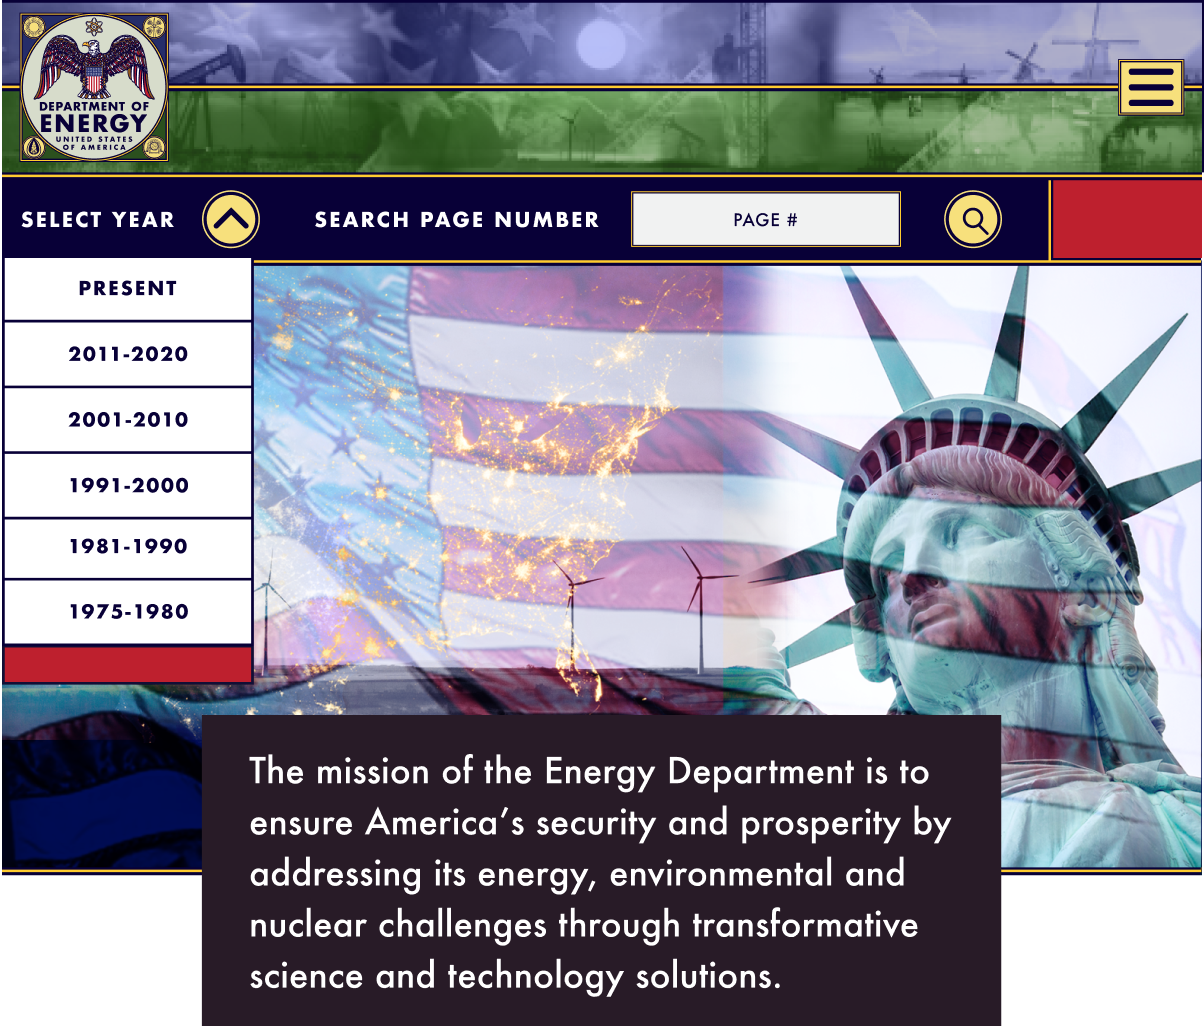 DEPARTMENT OF
ENERGY
UNITED STATES
OF AMERICA
SELECT YEAR
SEARCH PAGE NUMBER
PAGE #
PRESENT
2011-2020
2001-2010
1991-2000
1981-1990
1975-1980
The mission of the Energy Department is to
ensure America’s security and prosperity by
addressing its energy, environmental and
nuclear challenges through transformative
science and technology solutions.